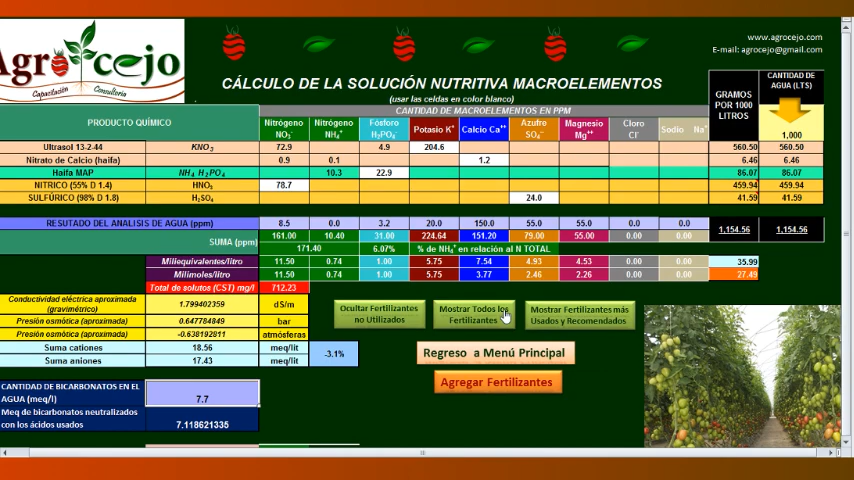 Agrocejo
Capacitación Consultoría
www.agrocejo.com
E-mail: agrocejo@gmail.com
CÁLCULO DE LA SOLUCIÓN NUTRITIVA MACROELEMENTOS
(usar las celdas en color blanco)
GRAMOS POR 1000 LITROS
CANTIDAD DE AGUA (LTS)
1,000
CANTIDAD DE MACROELEMENTOS EN PPM
PRODUCTO QUÍMICO Nitrógeno NO₃⁻ Nitrógeno NH₄⁺ Fósforo H₂PO₄⁻ Potasio K⁺ Calcio Ca⁺⁺ Azufre SO₄⁻⁻ Magnesio Mg⁺⁺ Cloro Cl⁻ Sodio Na⁺
Ultrasol 13-2-44 KNO₃ 72.9 4.9 204.6 560.50 560.50
Nitrato de Calcio (haifa) 0.9 0.1 1.2 6.46 6.46
Haifa MAP NH₄ H₂PO₄ 10.3 22.9 86.07 86.07
NITRICO (55% D 1.4) HNO₃ 78.7 459.94 459.94
SULFÚRICO (98% D 1.8) H₂SO₄ 24.0 41.59 41.59
RESUTADO DEL ANALISIS DE AGUA (ppm) 8.5 0.0 3.2 20.0 150.0 55.0 55.0 0.0 0.0 1,154.56 1,154.56
SUMA (ppm) 161.00 10.40 31.00 224.64 151.20 79.00 55.00 0.00 0.00
171.40 6.07% % de NH₄⁺ en relación al N TOTAL
Miliequivalentes/litro 11.50 0.74 1.00 5.75 7.54 4.93 4.53 0.00 0.00 35.99
Milimoles/litro 11.50 0.74 1.00 5.75 3.77 2.46 2.26 0.00 0.00 27.49
Total de solutos (CST) mg/l 712.23
Conductividad eléctrica aproximada (gravimétrico) 1.799402359 dS/m
Presión osmótica (aproximada) 0.647784849 bar
Presión osmotica (aproximada) -0.638192811 atmósferas
Suma cationes 18.56 meq/lit
Suma aniones 17.43 meq/lit
-3.1%
Ocultar Fertilizantes no Utilizados
Mostrar Todos los Fertilizantes
Mostrar Fertilizantes más Usados y Recomendados
Regreso a Menú Principal
Agregar Fertilizantes
CANTIDAD DE BICARBONATOS EN EL AGUA (meq/l) 7.7
Meq de bicarbonatos neutralizados con los ácidos usados 7.118621335